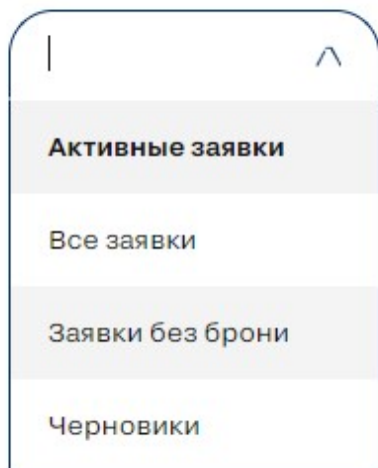 Активные заявки
Все заявки
Заявки без брони
Черновики